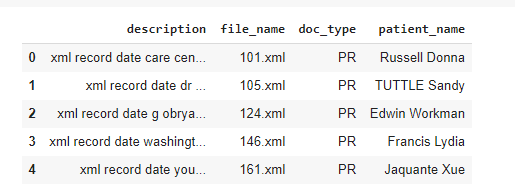 description file_name doc_type patient_name
0 xml record date care cen... 101.xml PR Russell Donna
1 xml record date dr ... 105.xml PR TUTTLE Sandy
2 xml record date g obrya... 124.xml PR Edwin Workman
3 xml record date washingt... 146.xml PR Francis Lydia
4 xml record date you... 161.xml PR Jaquante Xue